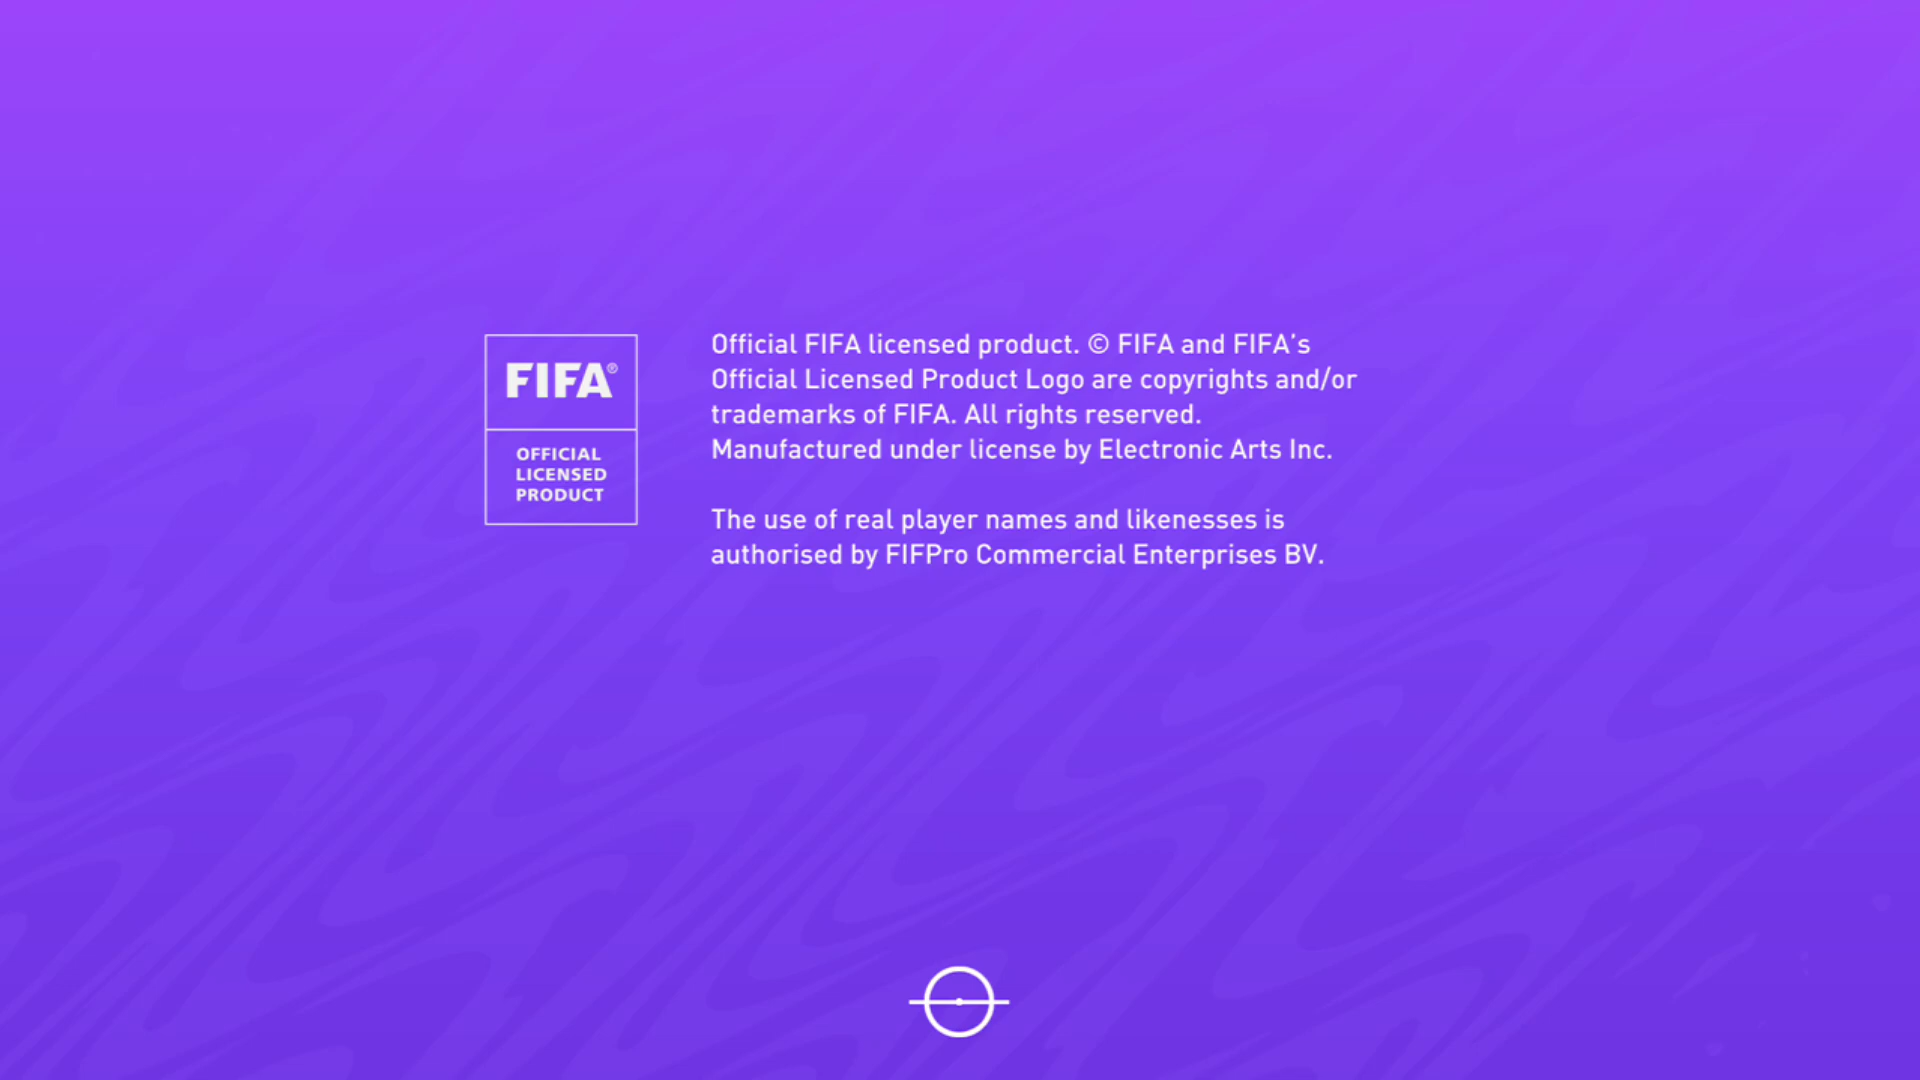 FIFA®
OFFICIAL
LICENSED
PRODUCT
Official FIFA licensed product. © FIFA and FIFA's
Official Licensed Product Logo are copyrights and/or
trademarks of FIFA. All rights reserved.
Manufactured under license by Electronic Arts Inc.
The use of real player names and likenesses is
authorised by FIFPro Commercial Enterprises BV.